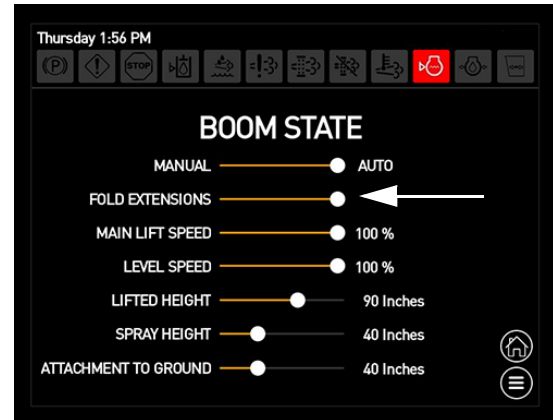 Thursday 1:56 PM
(P) STOP
BOOM STATE
MANUAL AUTO
FOLD EXTENSIONS
MAIN LIFT SPEED 100 %
LEVEL SPEED 100 %
LIFTED HEIGHT 90 Inches
SPRAY HEIGHT 40 Inches
ATTACHMENT TO GROUND 40 Inches